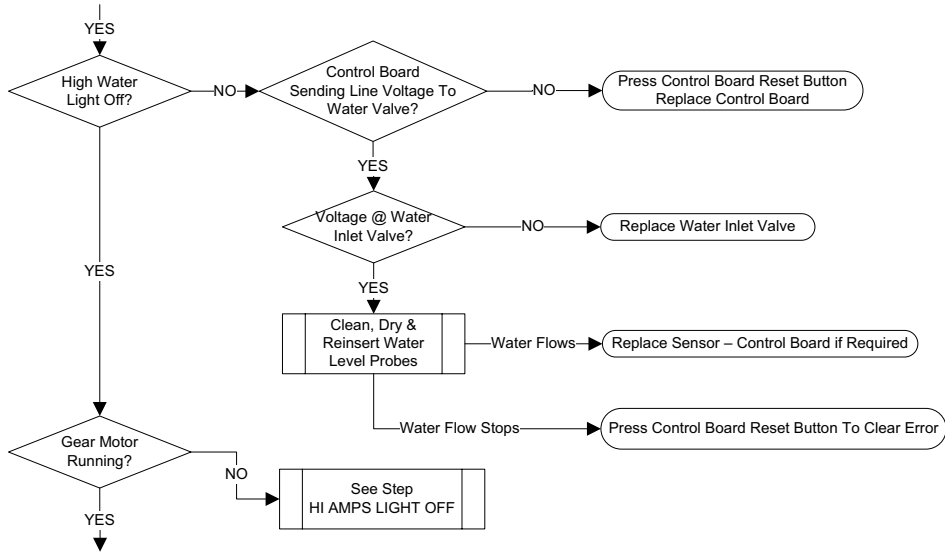 YES
High Water
Light Off?
NO
Control Board
Sending Line Voltage To
Water Valve?
NO
Press Control Board Reset Button
Replace Control Board
YES
Voltage @ Water
Inlet Valve?
NO
Replace Water Inlet Valve
YES
YES
Clean, Dry &
Reinsert Water
Level Probes
Water Flows
Replace Sensor – Control Board if Required
Water Flow Stops
Press Control Board Reset Button To Clear Error
Gear Motor
Running?
NO
See Step
HI AMPS LIGHT OFF
YES